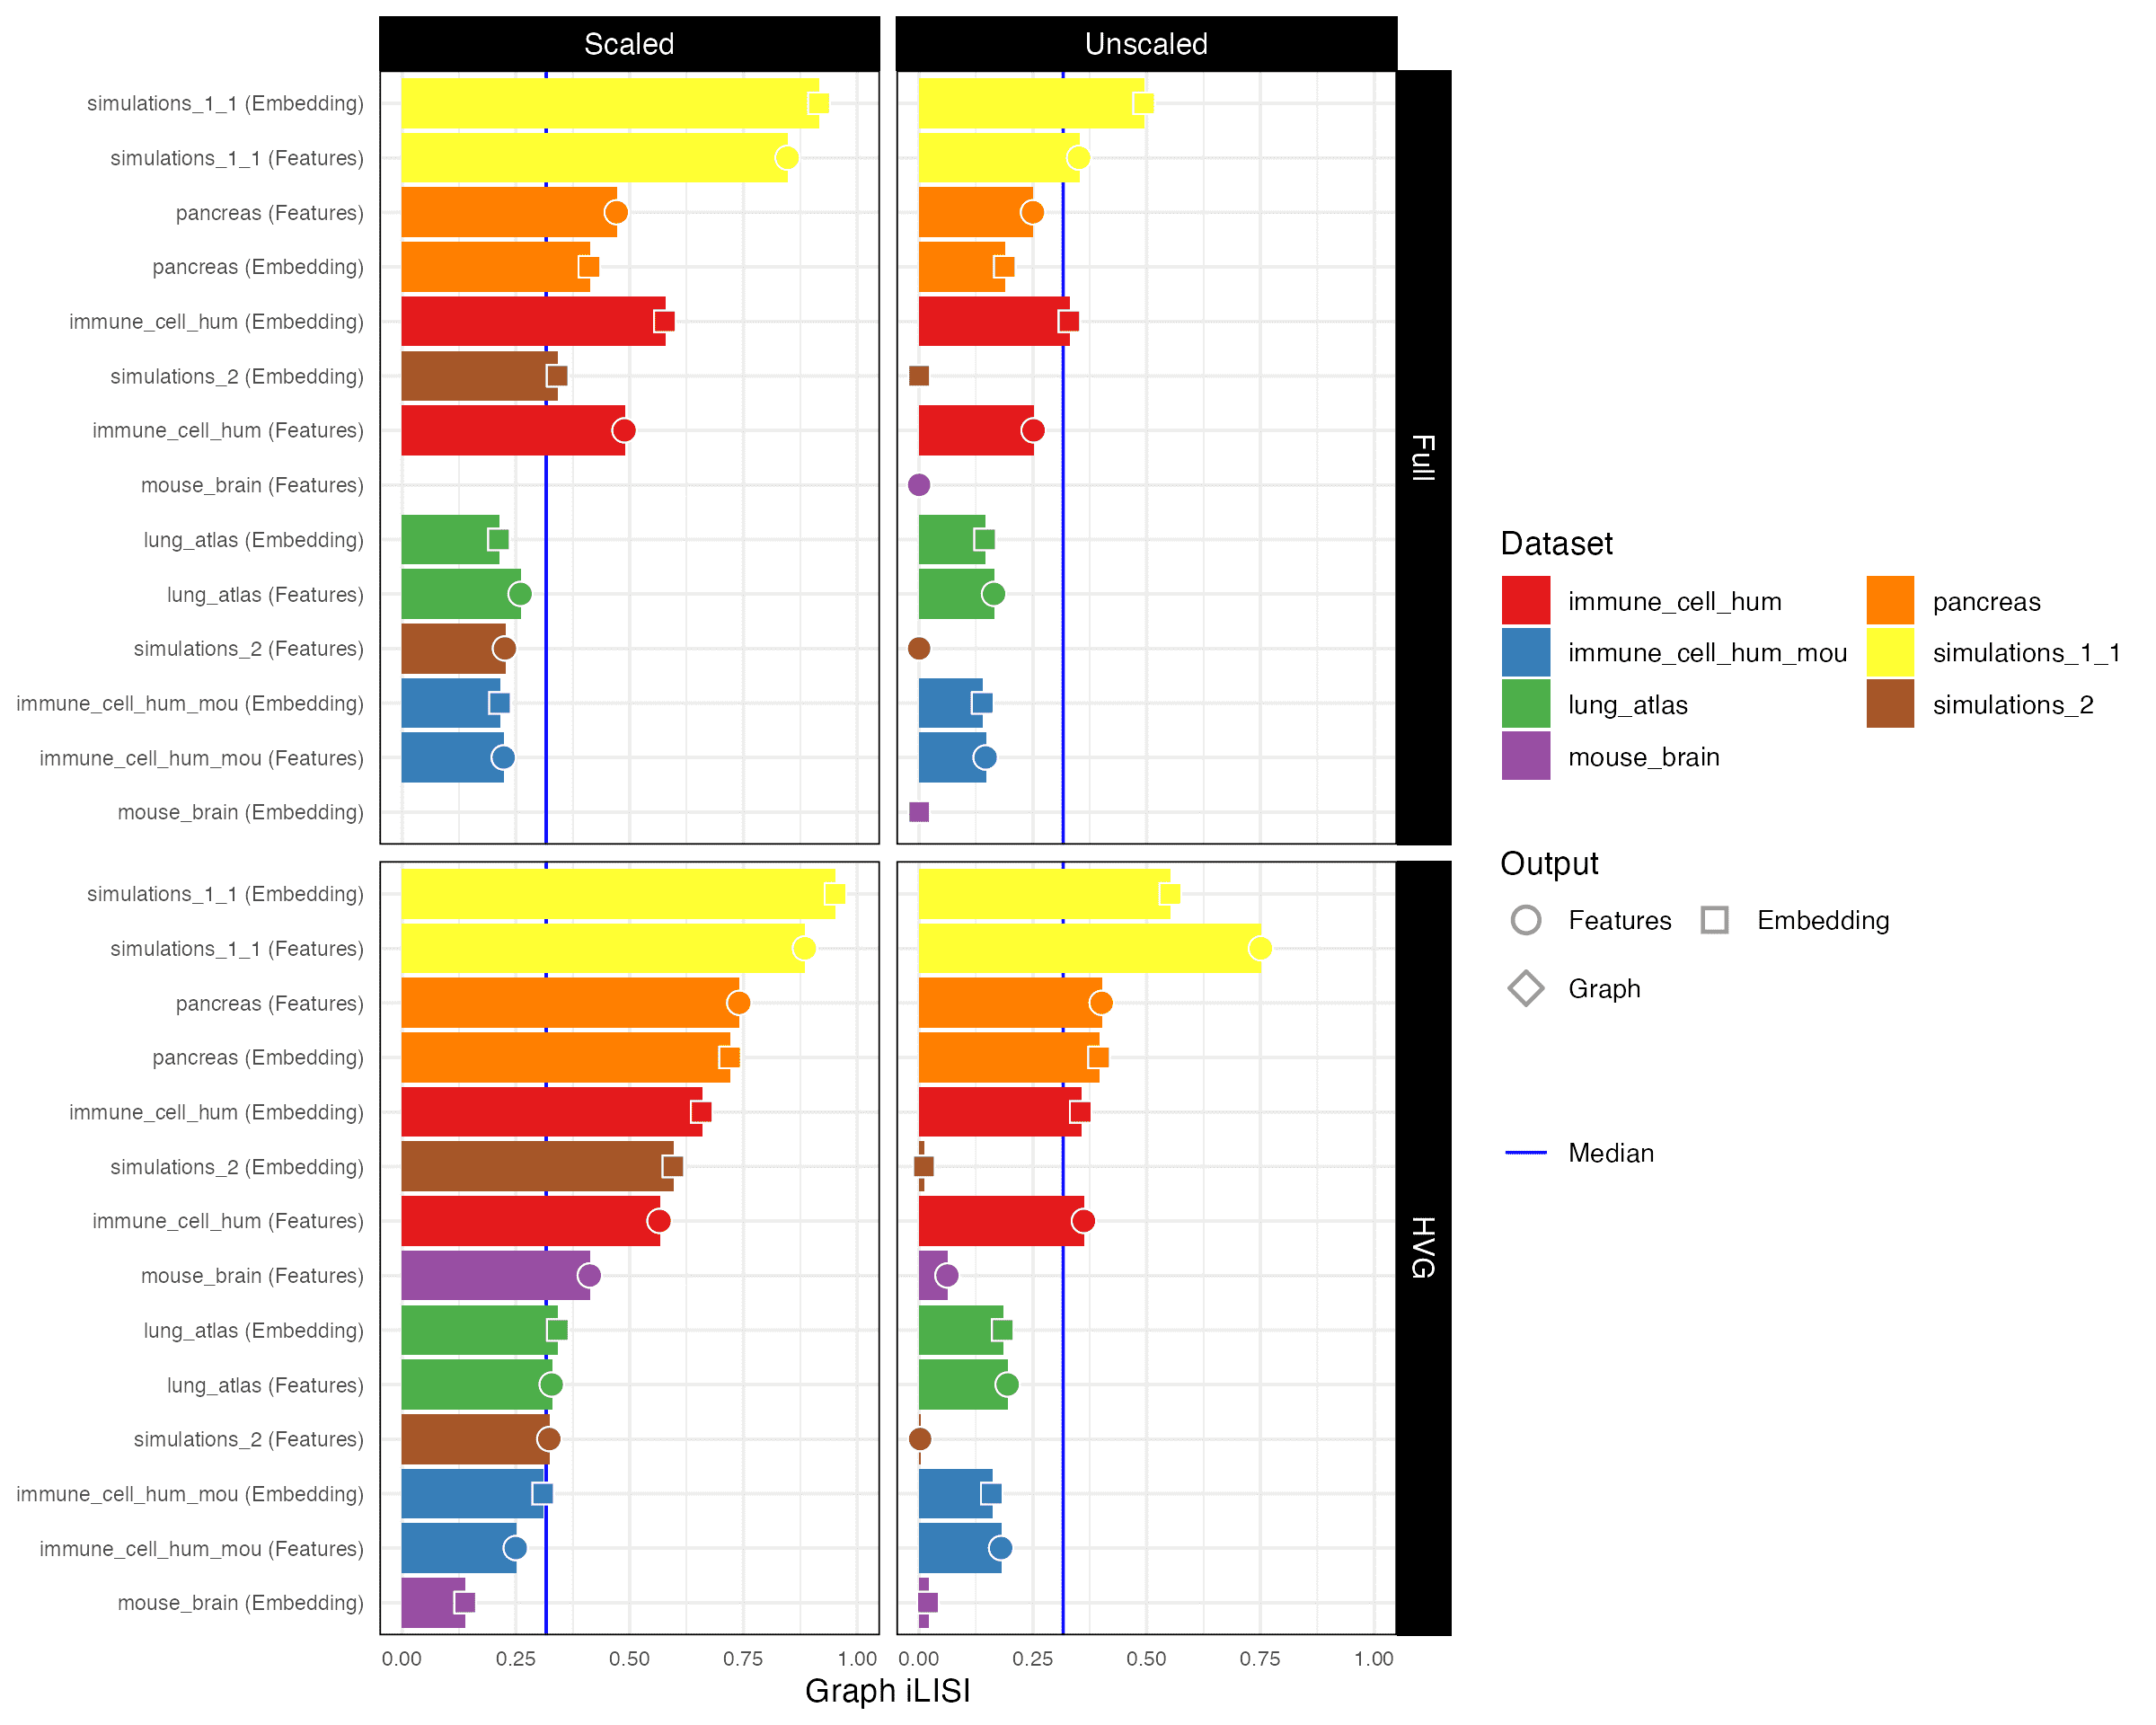 Scaled
Unscaled
simulations_1_1 (Embedding)
simulations_1_1 (Features)
pancreas (Features)
pancreas (Embedding)
immune_cell_hum (Embedding)
simulations_2 (Embedding)
immune_cell_hum (Features)
mouse_brain (Features)
lung_atlas (Embedding)
lung_atlas (Features)
simulations_2 (Features)
immune_cell_hum_mou (Embedding)
immune_cell_hum_mou (Features)
mouse_brain (Embedding)
Full
simulations_1_1 (Embedding)
simulations_1_1 (Features)
pancreas (Features)
pancreas (Embedding)
immune_cell_hum (Embedding)
simulations_2 (Embedding)
immune_cell_hum (Features)
mouse_brain (Features)
lung_atlas (Embedding)
lung_atlas (Features)
simulations_2 (Features)
immune_cell_hum_mou (Embedding)
immune_cell_hum_mou (Features)
mouse_brain (Embedding)
HVG
0.00 0.25 0.50 0.75 1.00 0.00 0.25 0.50 0.75 1.00
Graph iLISI
Dataset
immune_cell_hum pancreas
immune_cell_hum_mou simulations_1_1
lung_atlas simulations_2
mouse_brain
Output
Features Embedding
Graph
Median